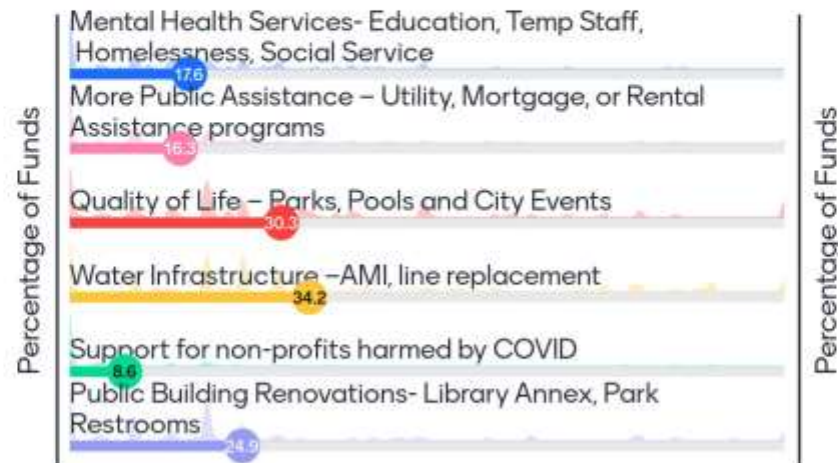 Percentage of Funds
Mental Health Services- Education, Temp Staff,
Homelessness, Social Service
17.6
More Public Assistance – Utility, Mortgage, or Rental
Assistance programs
16.3
Quality of Life – Parks, Pools and City Events
30.3
Water Infrastructure –AMI, line replacement
34.2
Support for non-profits harmed by COVID
8.6
Public Building Renovations- Library Annex, Park
Restrooms
24.9
Percentage of Funds